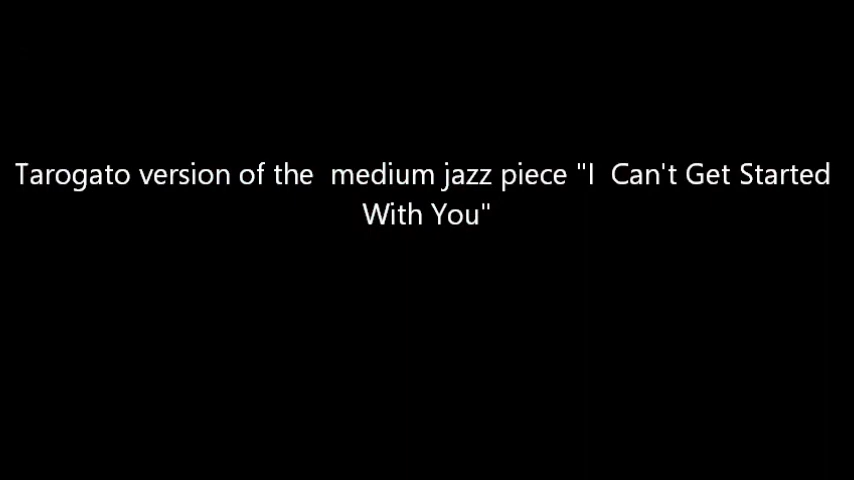 Tarogato version of the  medium jazz piece "I  Can't Get Started
With You"